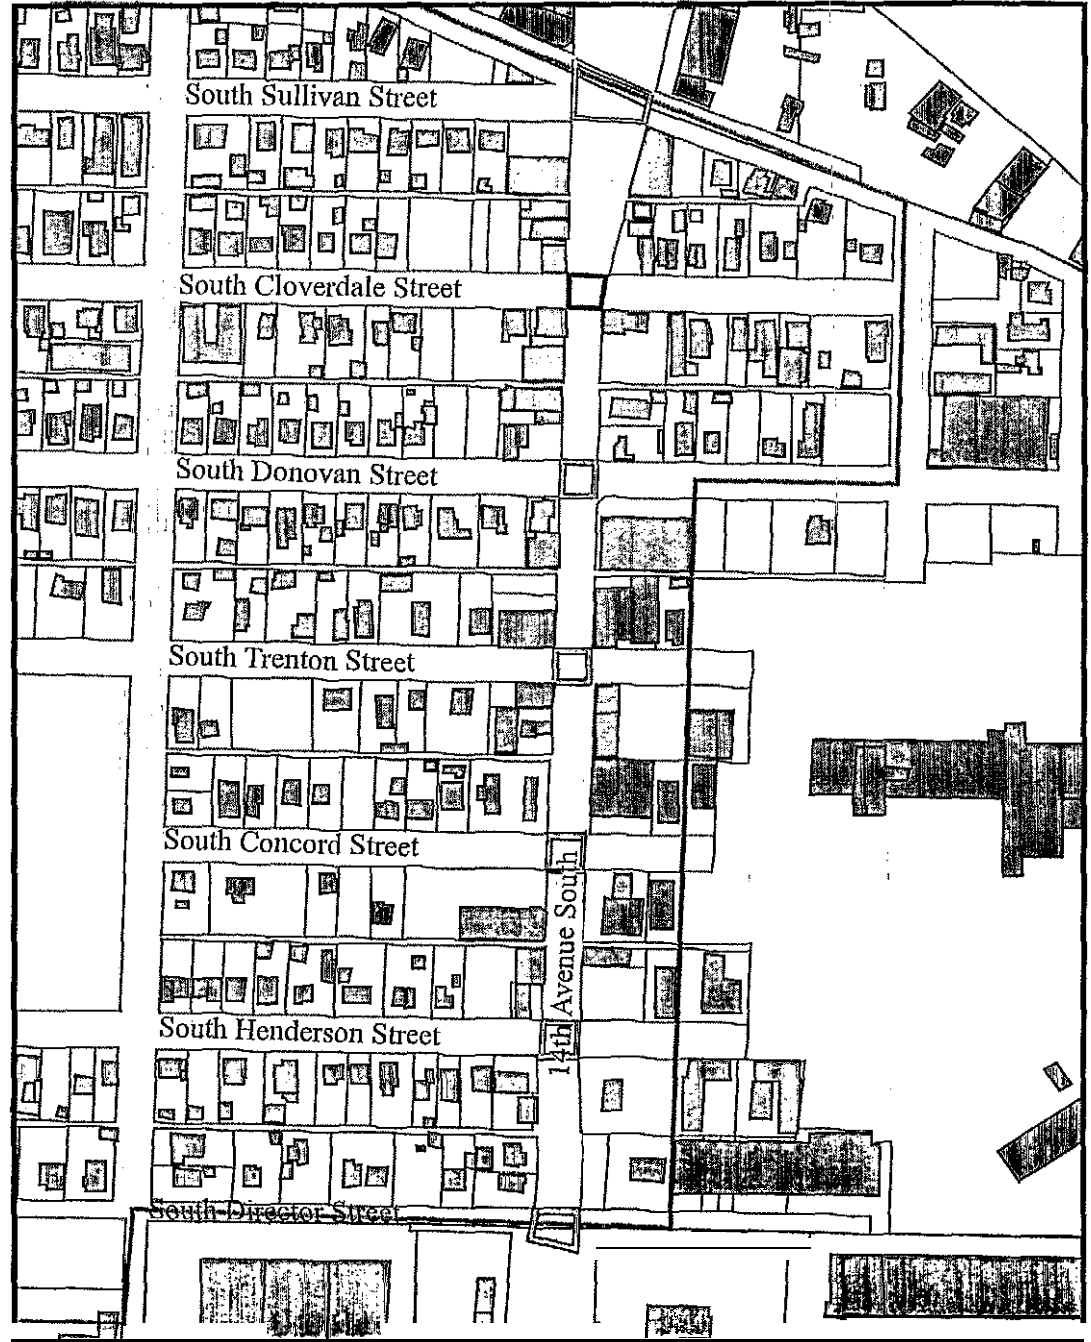 South Sullivan Street
South Cloverdale Street
South Donovan Street
South Trenton Street
South Concord Street
14th Avenue South
South Henderson Street
South Director Street